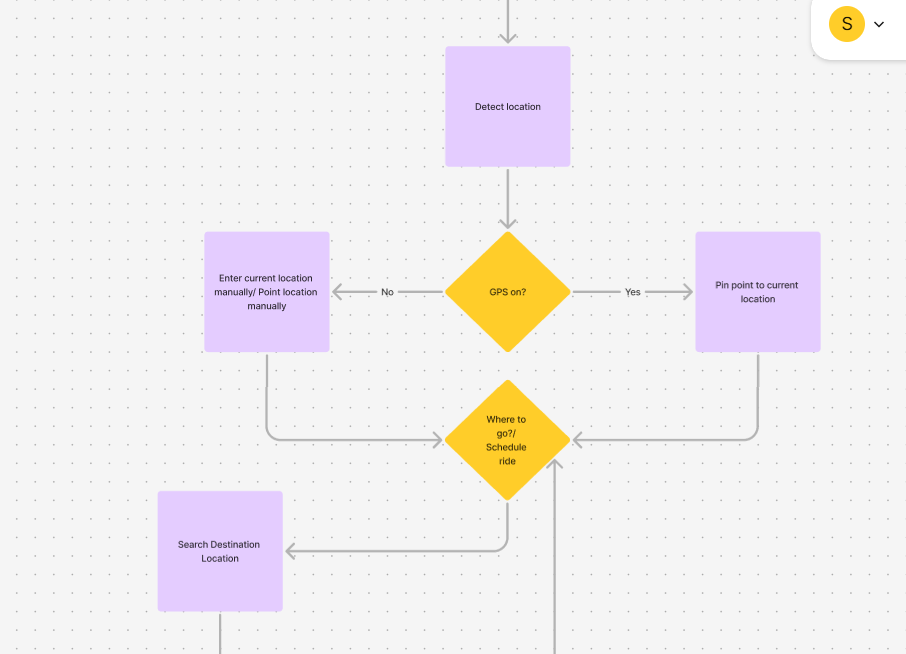 S
Detect location
Enter current location
manually/ Point location
manually
No
GPS on?
Yes
Pin point to current
location
Where to
go?/
Schedule
ride
Search Destination
Location